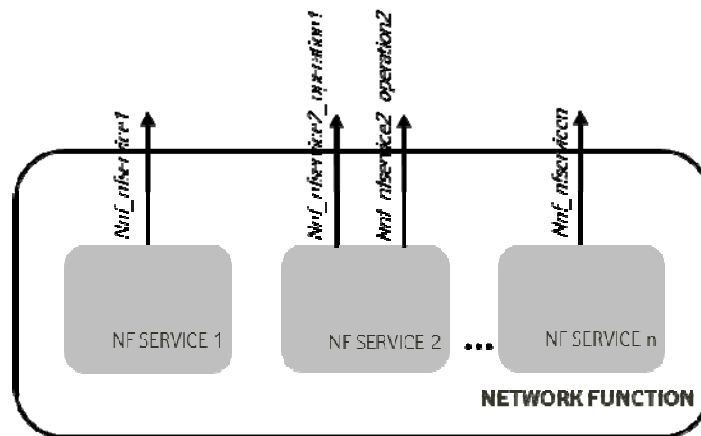 Nnf_nfservice1
Nnf_nfservice2_operation1
Nnf_nfservice2_operation2
Nnf_nfservicen
NF SERVICE 1
NF SERVICE 2
...
NF SERVICE n
NETWORK FUNCTION